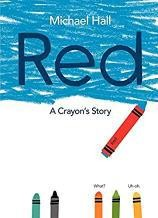 Michael Hall
Red
A Crayon's Story
What?
Uh-oh.